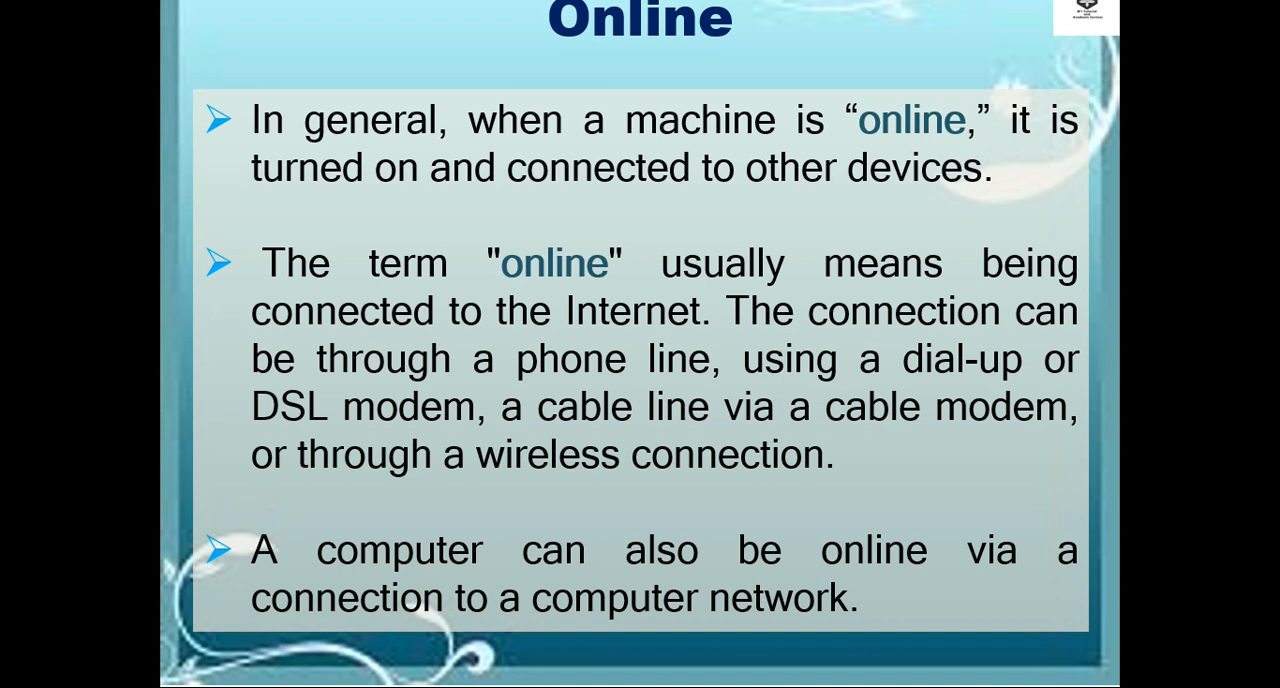 Online
In general, when a machine is “online,” it is
turned on and connected to other devices.
The term "online" usually means being
connected to the Internet. The connection can
be through a phone line, using a dial-up or
DSL modem, a cable line via a cable modem,
or through a wireless connection.
A computer can also be online via a
connection to a computer network.